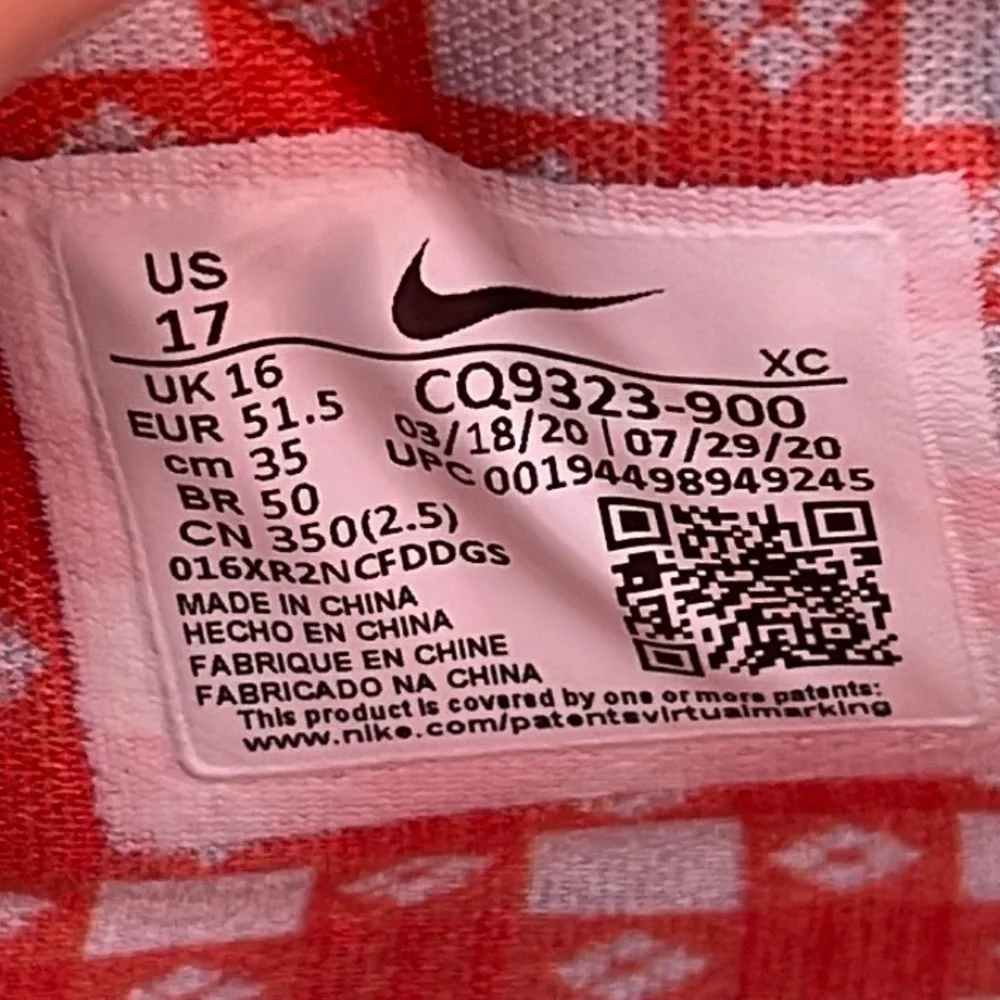 US
17
XC
UK 16
EUR 51.5
cm 35
BR 50
CN 350(2.5)
CQ9323-900
03/18/20 | 07/29/20
UPC 00194498949245
016XR2NCFDDGS
MADE IN CHINA
HECHO EN CHINA
FABRIQUE EN CHINE
FABRICADO NA CHINA
This product is covered by one or more patents:
www.nike.com/patentsvirtualmarking